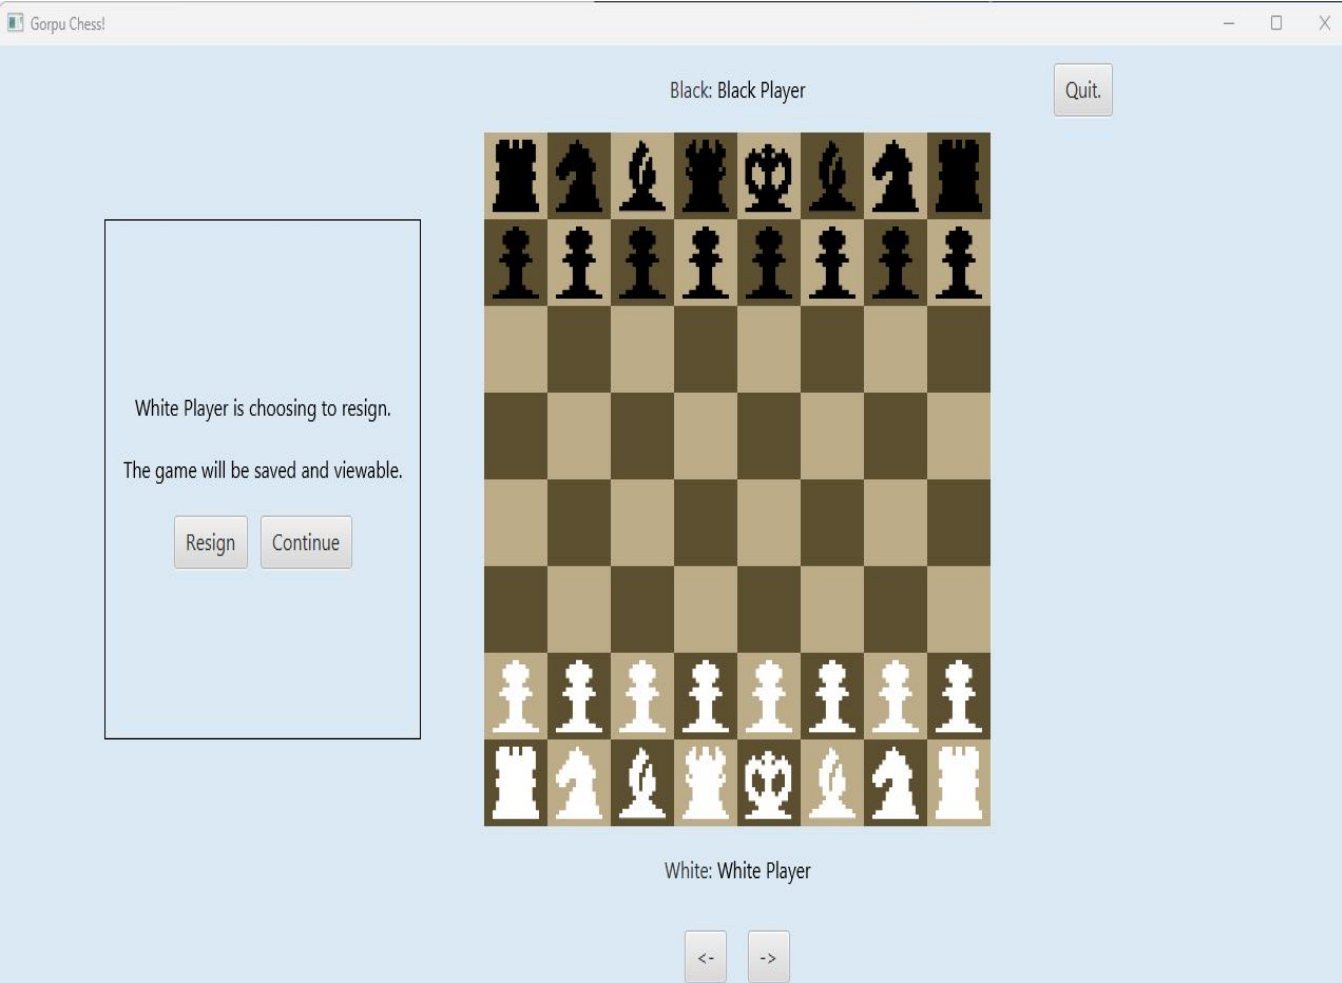 Gorpu Chess!
Black: Black Player
Quit.
White Player is choosing to resign.
The game will be saved and viewable.
Resign Continue
White: White Player
<- ->